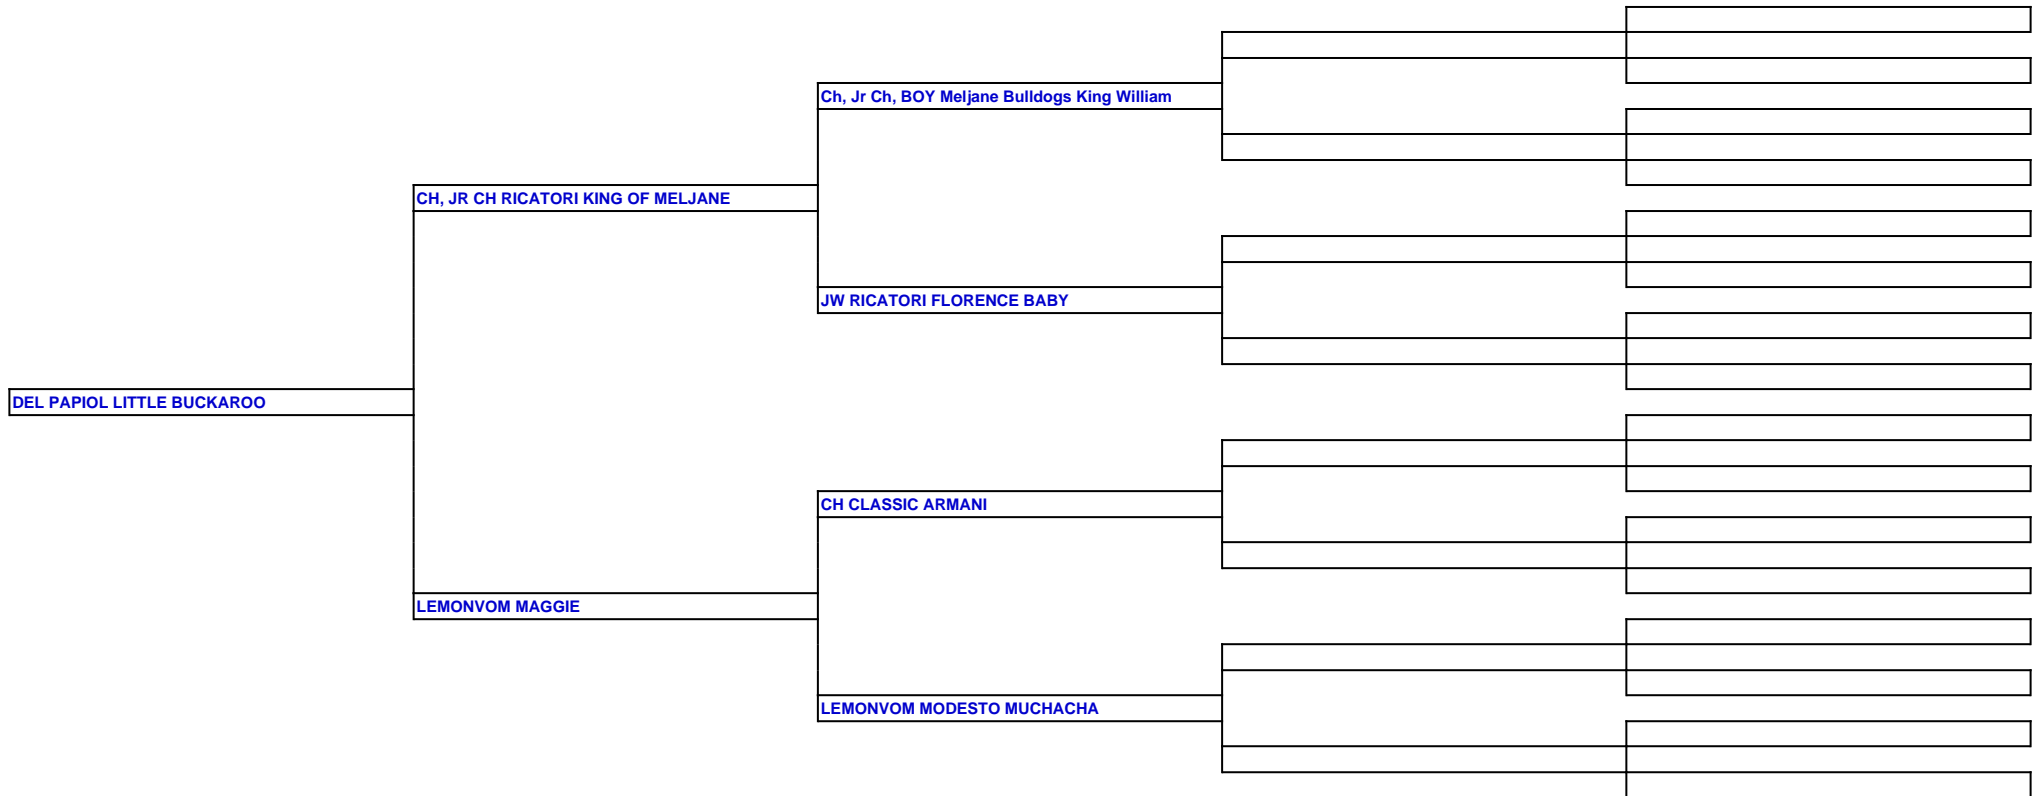 Ch, Jr Ch, BOY Meljane Bulldogs King William
CH, JR CH RICATORI KING OF MELJANE
JW RICATORI FLORENCE BABY
DEL PAPIOL LITTLE BUCKAROO
CH CLASSIC ARMANI
LEMONVOM MAGGIE
LEMONVOM MODESTO MUCHACHA